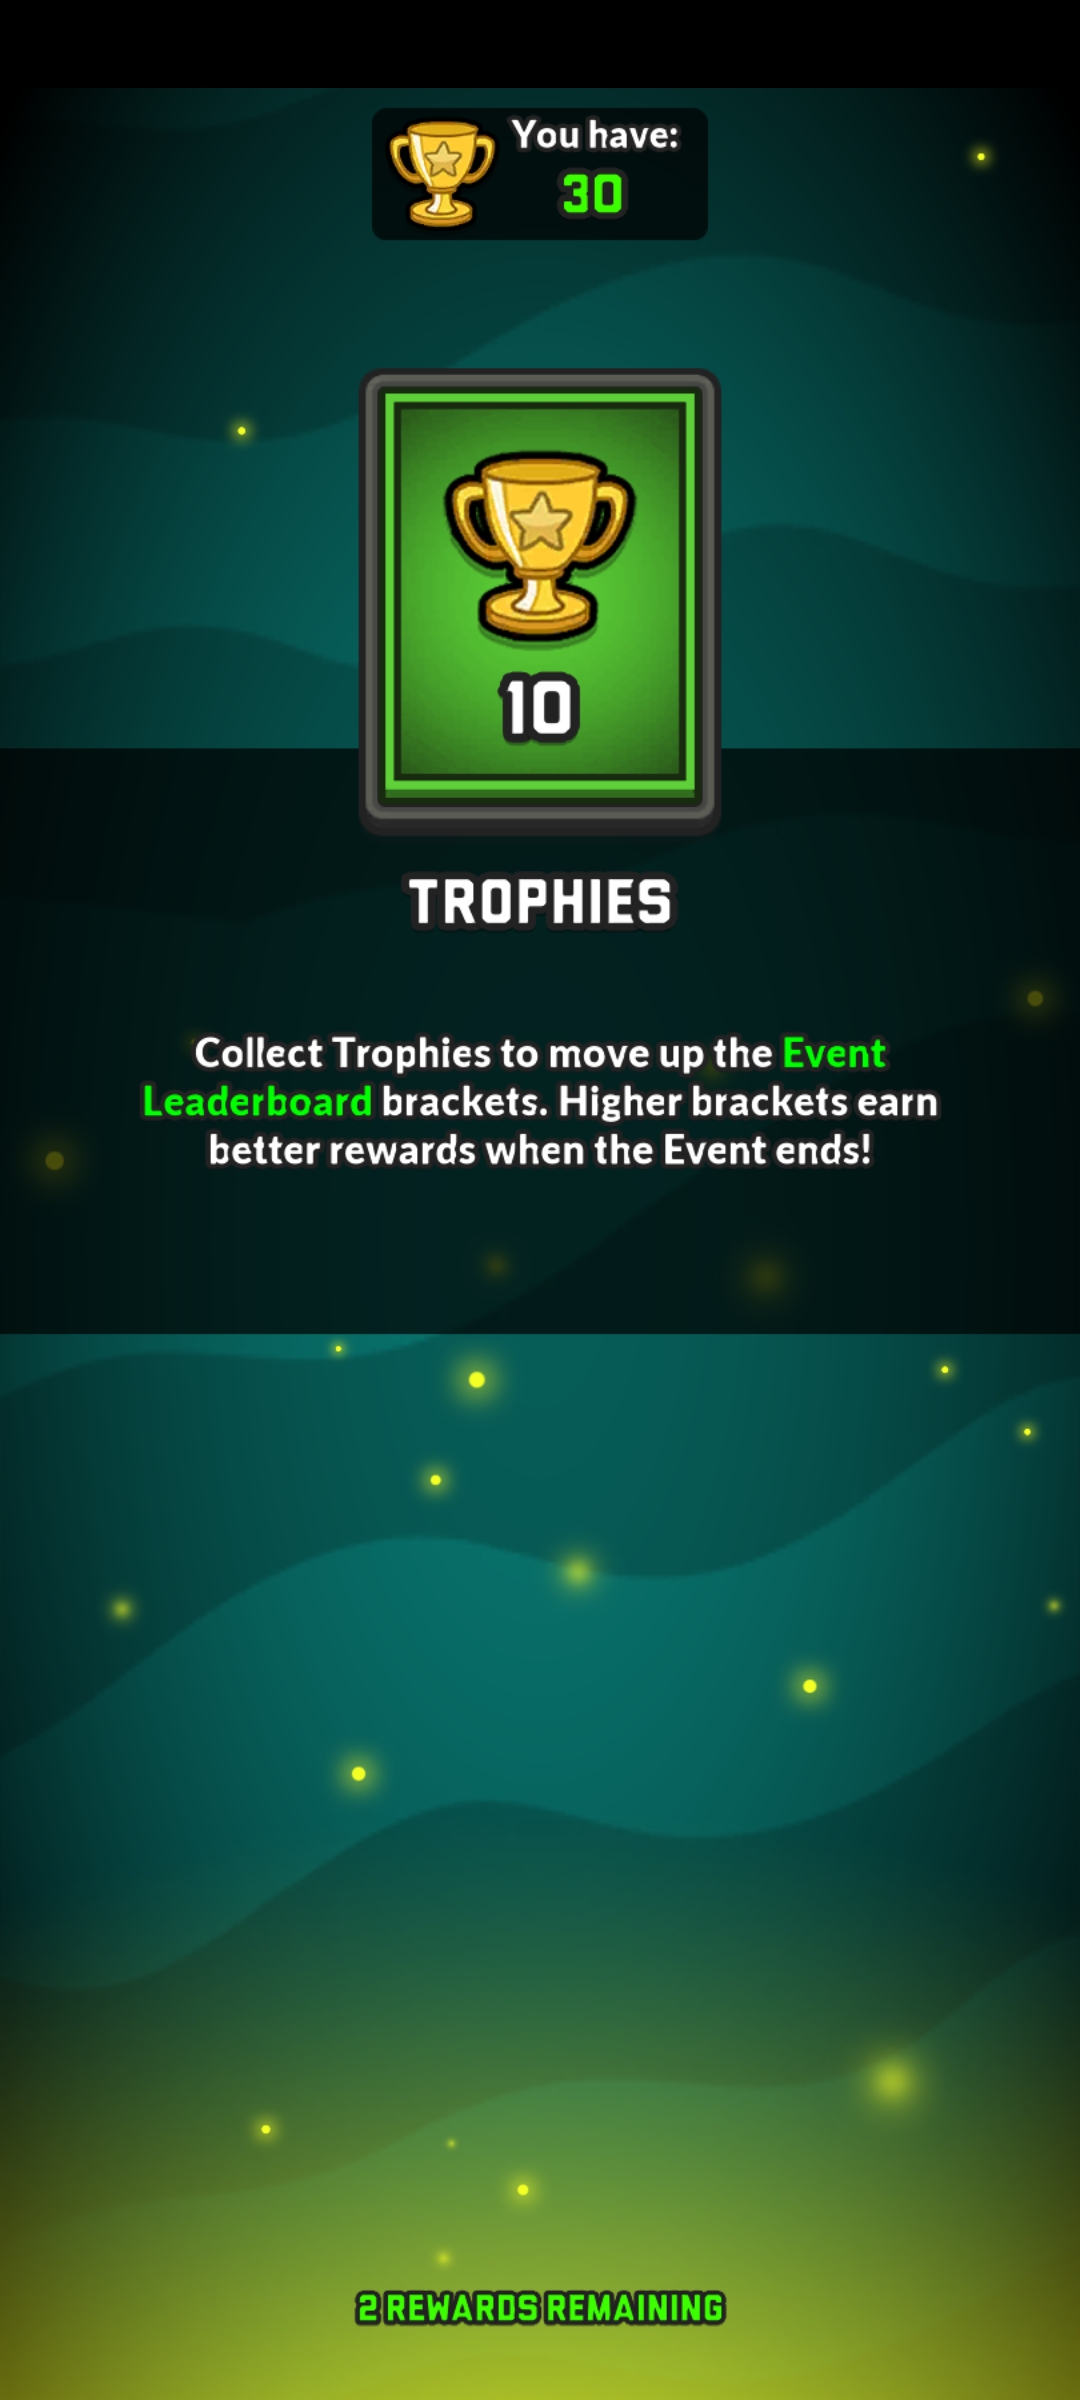 You have:
30
10
TROPHIES
Collect Trophies to move up the Event
Leaderboard brackets. Higher brackets earn
better rewards when the Event ends!
2 REWARDS REMAINING